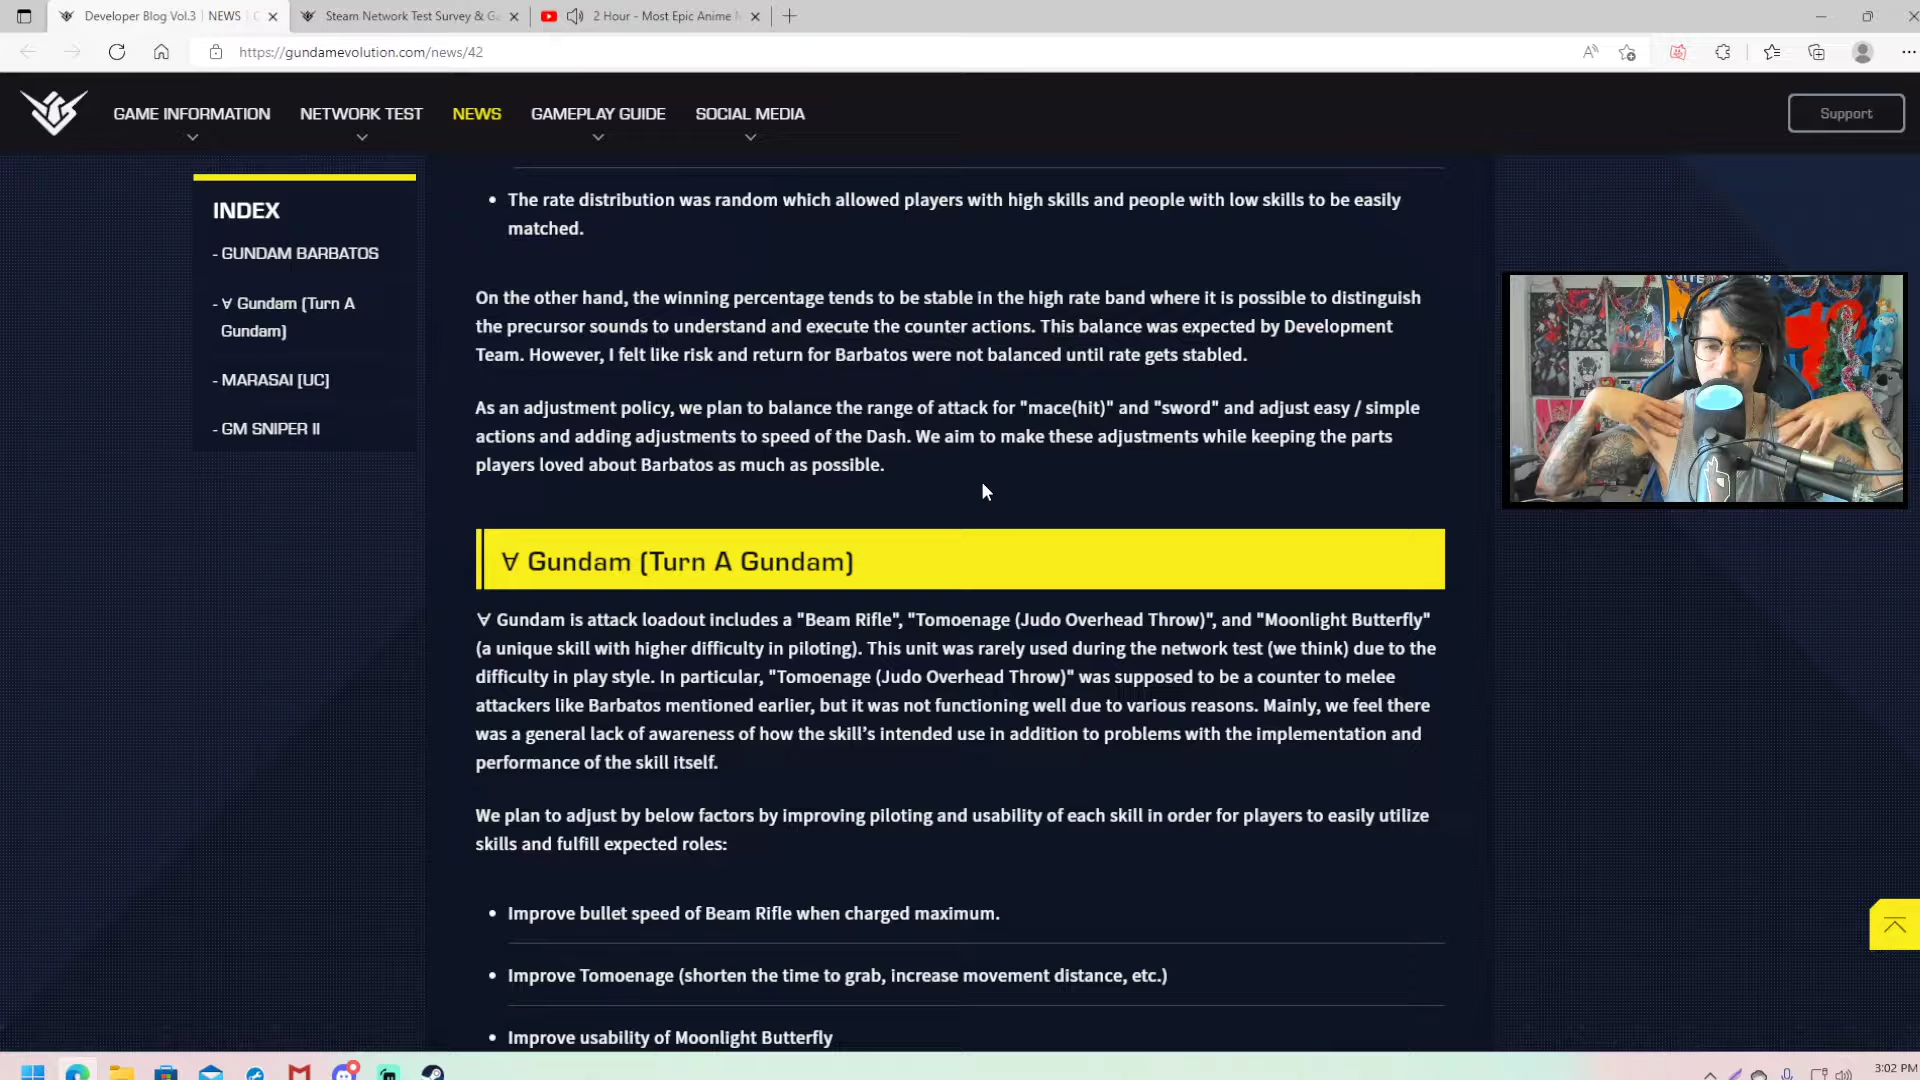 Developer Blog Vol.3 | NEWS |
Steam Network Test Survey & Ga
2 Hour - Most Epic Anime
https://gundamevolution.com/news/42
GAME INFORMATION
NETWORK TEST
NEWS
GAMEPLAY GUIDE
SOCIAL MEDIA
Support
INDEX
- GUNDAM BARBATOS
- ∀ Gundam (Turn A
Gundam)
- MARASAI [UC]
- GM SNIPER II
• The rate distribution was random which allowed players with high skills and people with low skills to be easily
matched.
On the other hand, the winning percentage tends to be stable in the high rate band where it is possible to distinguish
the precursor sounds to understand and execute the counter actions. This balance was expected by Development
Team. However, I felt like risk and return for Barbatos were not balanced until rate gets stabled.
As an adjustment policy, we plan to balance the range of attack for "mace(hit)" and "sword" and adjust easy / simple
actions and adding adjustments to speed of the Dash. We aim to make these adjustments while keeping the parts
players loved about Barbatos as much as possible.
∀ Gundam (Turn A Gundam)
∀ Gundam is attack loadout includes a "Beam Rifle", "Tomoenage (Judo Overhead Throw)", and "Moonlight Butterfly"
(a unique skill with higher difficulty in piloting). This unit was rarely used during the network test (we think) due to the
difficulty in play style. In particular, "Tomoenage (Judo Overhead Throw)" was supposed to be a counter to melee
attackers like Barbatos mentioned earlier, but it was not functioning well due to various reasons. Mainly, we feel there
was a general lack of awareness of how the skill’s intended use in addition to problems with the implementation and
performance of the skill itself.
We plan to adjust by below factors by improving piloting and usability of each skill in order for players to easily utilize
skills and fulfill expected roles:
• Improve bullet speed of Beam Rifle when charged maximum.
• Improve Tomoenage (shorten the time to grab, increase movement distance, etc.)
• Improve usability of Moonlight Butterfly
3:02 PM